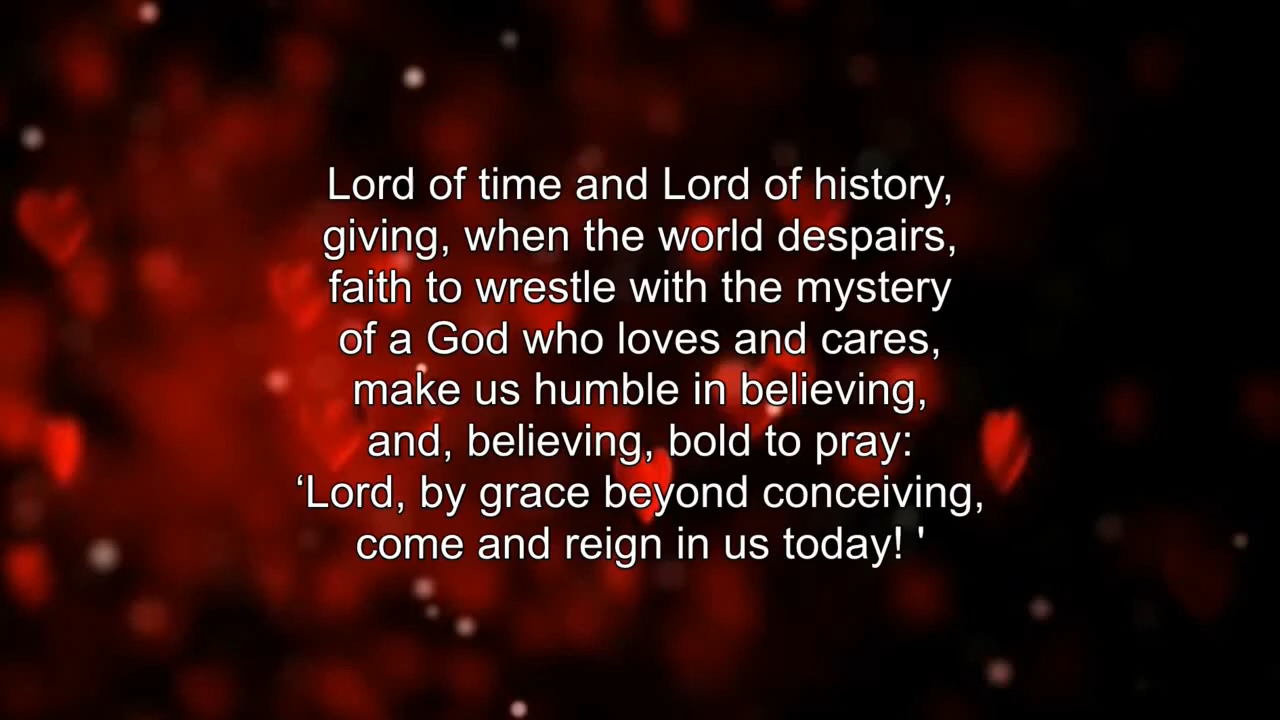 Lord of time and Lord of history,
giving, when the world despairs,
faith to wrestle with the mystery
of a God who loves and cares,
make us humble in believing,
and, believing, bold to pray:
‘Lord, by grace beyond conceiving,
come and reign in us today! '